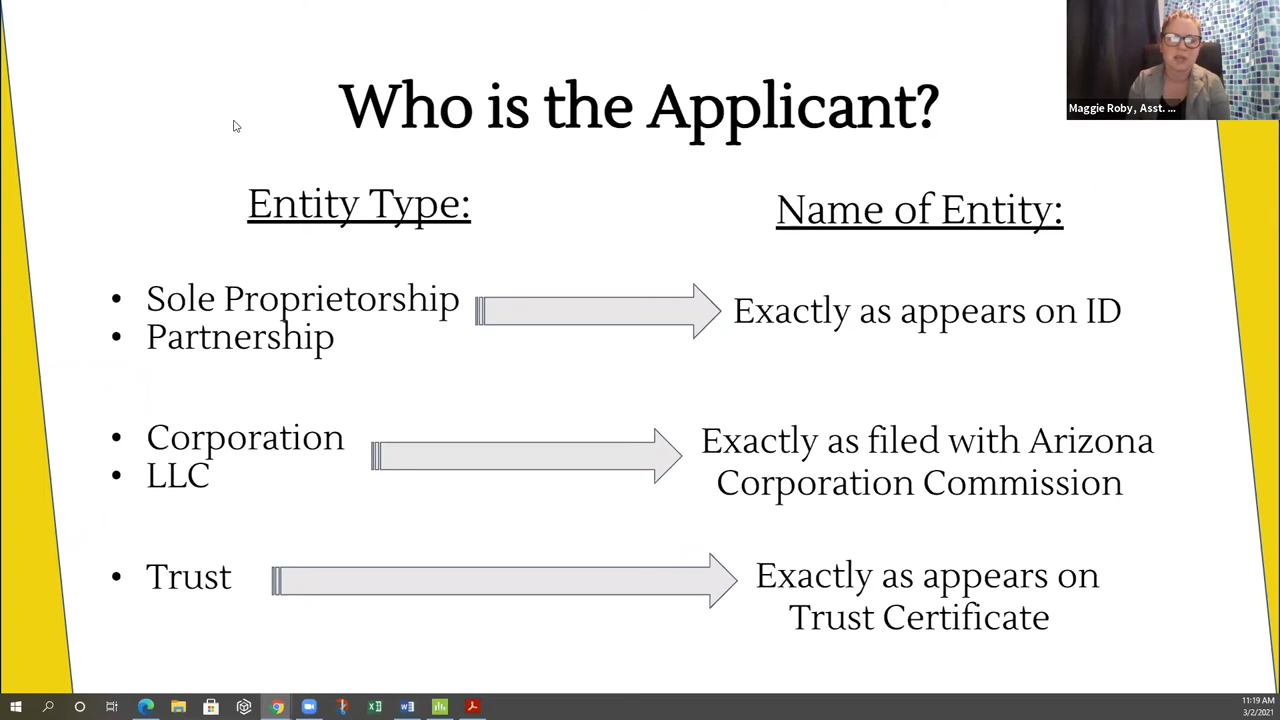 Who is the Applicant?
Maggie Roby, Asst. ...
Entity Type:
Name of Entity:
• Sole Proprietorship
• Partnership
Exactly as appears on ID
• Corporation
• LLC
Exactly as filed with Arizona
Corporation Commission
• Trust
Exactly as appears on
Trust Certificate
11:19 AM
3/2/2021